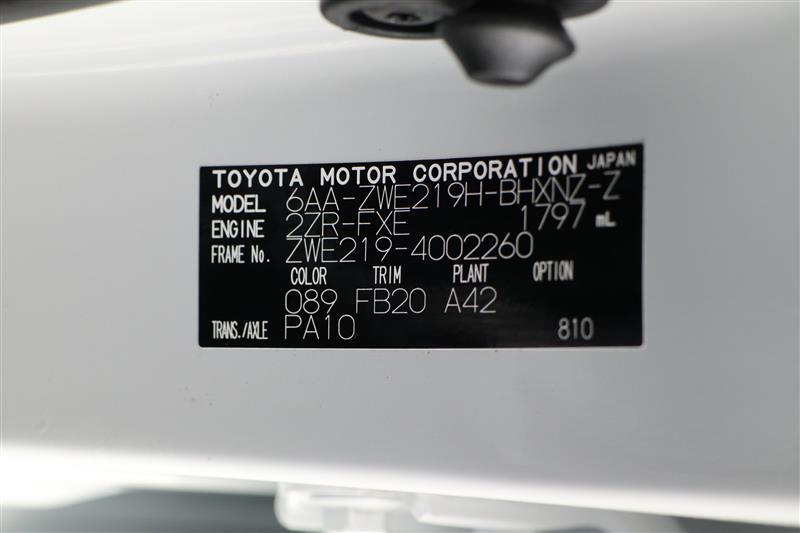 TOYOTA MOTOR CORPORATION JAPAN
MODEL 6AA-ZWE219H-BHXNZ-Z
ENGINE 2ZR-FXE 1797 mL
FRAME No. ZWE219-4002260
COLOR TRIM PLANT OPTION
089 FB20 A42
TRANS./AXLE PA10 810